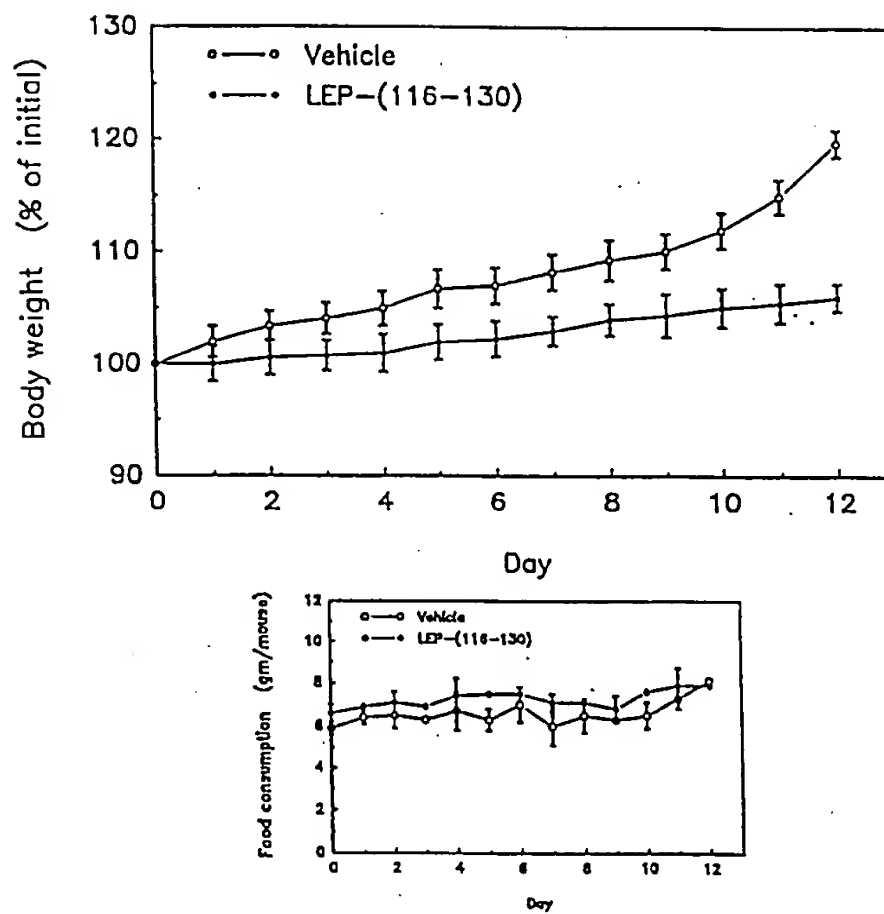 130
120
110
100
90
Body weight (% of initial)
Vehicle
LEP-(116-130)
0 2 4 6 8 10 12
Day
12
10
8
6
4
2
0
Food consumption (gm/mouse)
Vehicle
LEP-(116-130)
0 2 4 6 8 10 12
Day